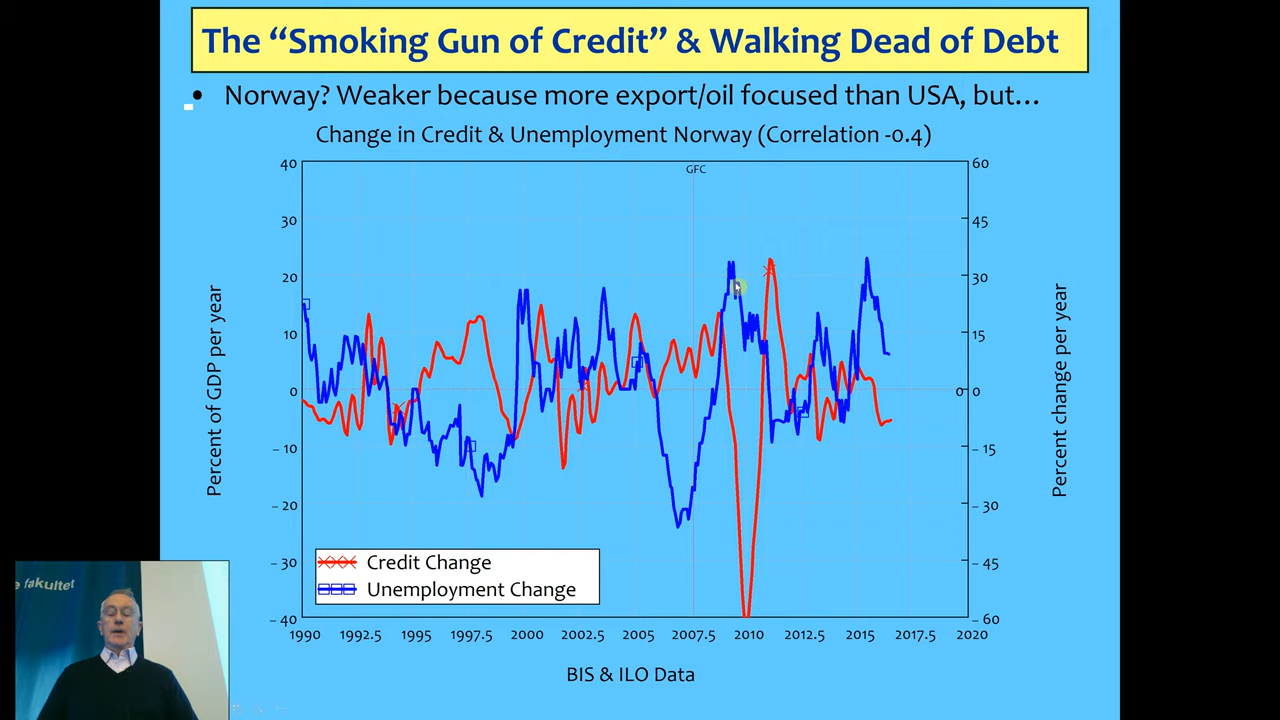 The “Smoking Gun of Credit” & Walking Dead of Debt
• Norway? Weaker because more export/oil focused than USA, but…
Change in Credit & Unemployment Norway (Correlation -0.4)
GFC
40
30
20
10
0
– 10
– 20
– 30
– 40
Percent of GDP per year
60
45
30
15
0
0
– 15
– 30
– 45
– 60
Percent change per year
Credit Change
Unemployment Change
1990 1992.5 1995 1997.5 2000 2002.5 2005 2007.5 2010 2012.5 2015 2017.5 2020
BIS & ILO Data
e fakultet